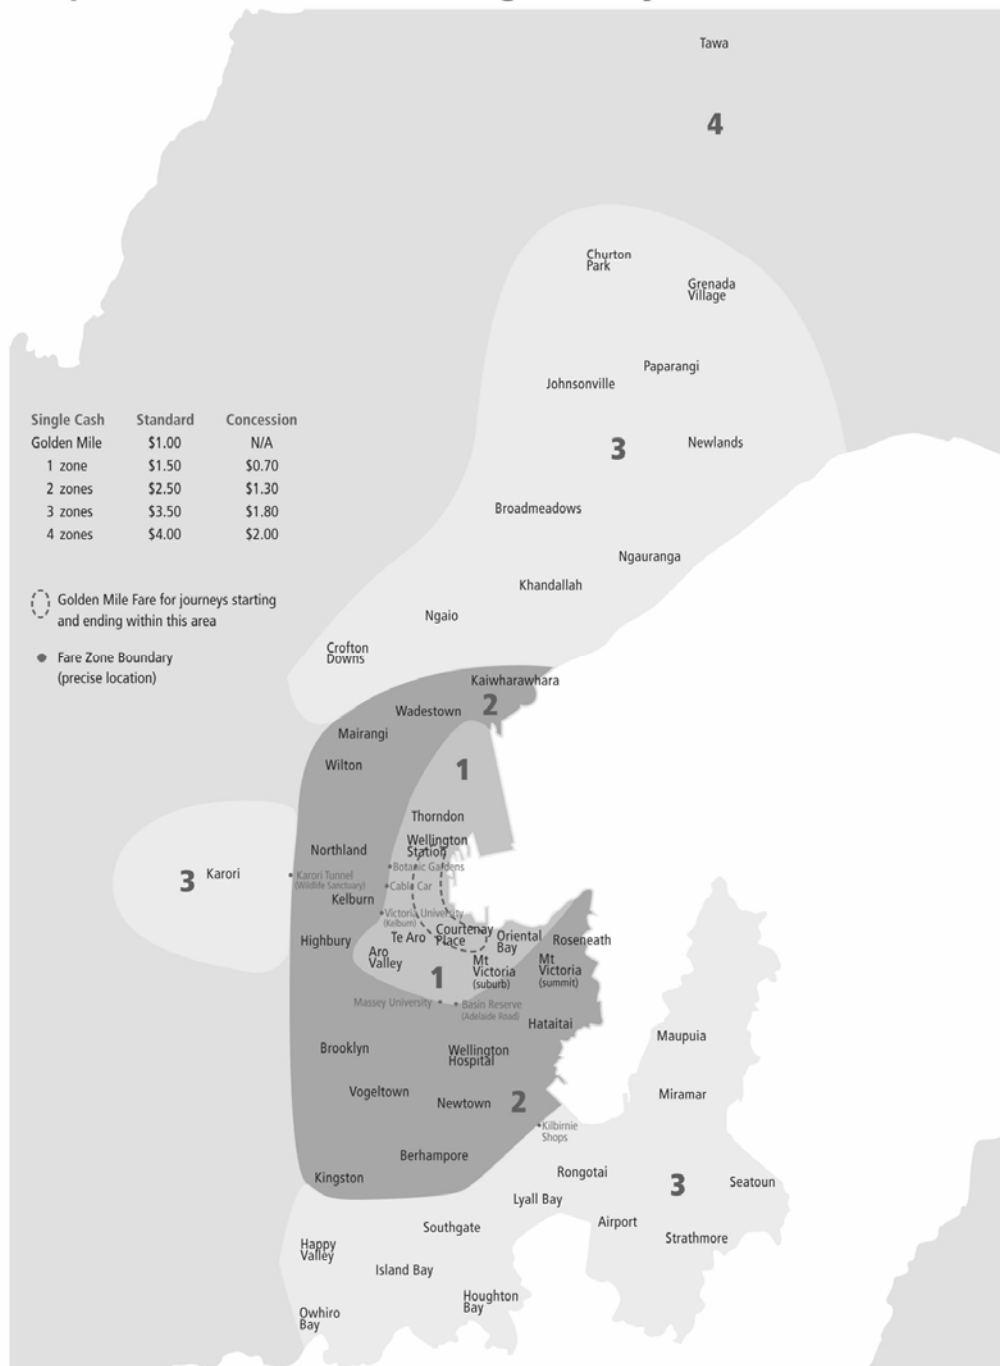 Tawa
4
Churton
Park
Grenada
Village
Paparangi
Johnsonville
3
Newlands
Single Cash Standard Concession
Golden Mile $1.00 N/A
1 zone $1.50 $0.70
2 zones $2.50 $1.30
3 zones $3.50 $1.80
4 zones $4.00 $2.00
Golden Mile Fare for journeys starting
and ending within this area
Fare Zone Boundary
(precise location)
Broadmeadows
Ngauranga
Khandallah
Ngaio
Crofton
Downs
Kaiwharawhara
2
Wadestown
Mairangi
Wilton
1
Thorndon
Wellington
Station
Northland
Botanic Gardens
3 Karori
Karori Tunnel
(Wildlife Sanctuary)
Cable Car
Kelburn
Victoria University
(Kelburn)
Highbury
Te Aro
Courtenay
Place
Oriental
Bay
Roseneath
Aro
Valley
1
Mt
Victoria
(suburb)
Mt
Victoria
(summit)
Massey University
Basin Reserve
(Adelaide Road)
Hataitai
Maupuia
Brooklyn
Wellington
Hospital
Vogeltown
Newtown
2
Miramar
Kilbirnie
Shops
Berhampore
Kingston
Rongotai
3
Seatoun
Lyall Bay
Southgate
Airport
Strathmore
Happy
Valley
Island Bay
Houghton
Bay
Owhiro
Bay